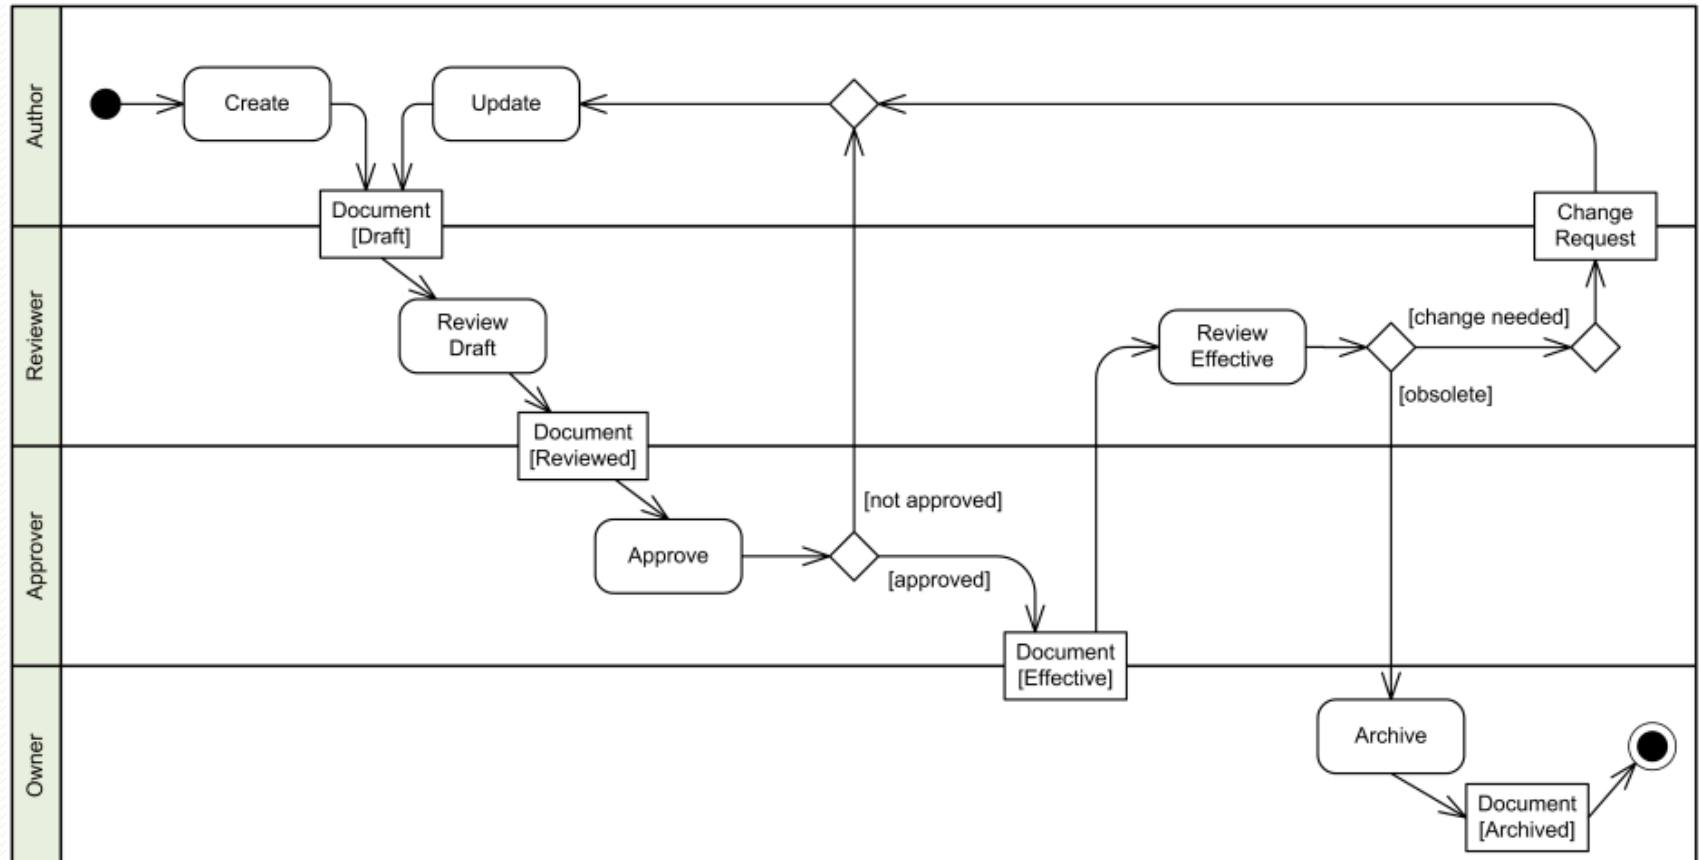 Author
Create
Update
Document
[Draft]
Change
Request
Reviewer
Review
Draft
Review
Effective
[change needed]
[obsolete]
Document
[Reviewed]
Approver
[not approved]
Approve
[approved]
Document
[Effective]
Owner
Archive
Document
[Archived]